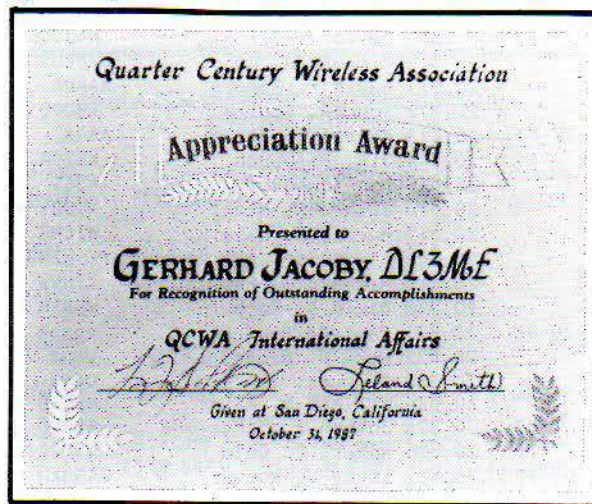 Quarter Century Wireless Association
Appreciation Award
Presented to
GERHARD JACOBY, DL3ME
For Recognition of Outstanding Accomplishments
in
QCWA International Affairs
Leland Smith
Given at San Diego, California
October 31, 1987